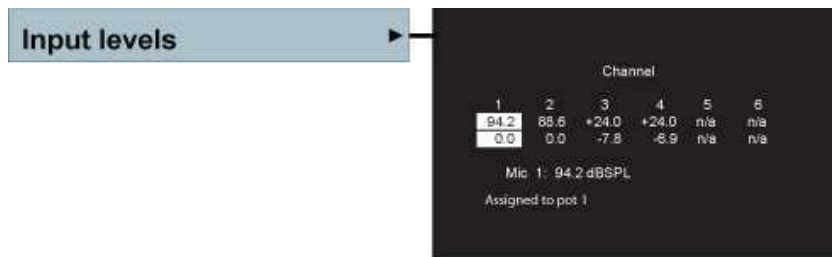 Input levels
Channel
1 2 3 4 5 6
94.2 88.6 +24.0 +24.0 n/a n/a
0.0 0.0 -7.8 -6.9 n/a n/a
Mic 1: 94.2 dBSPL
Assigned to pot 1